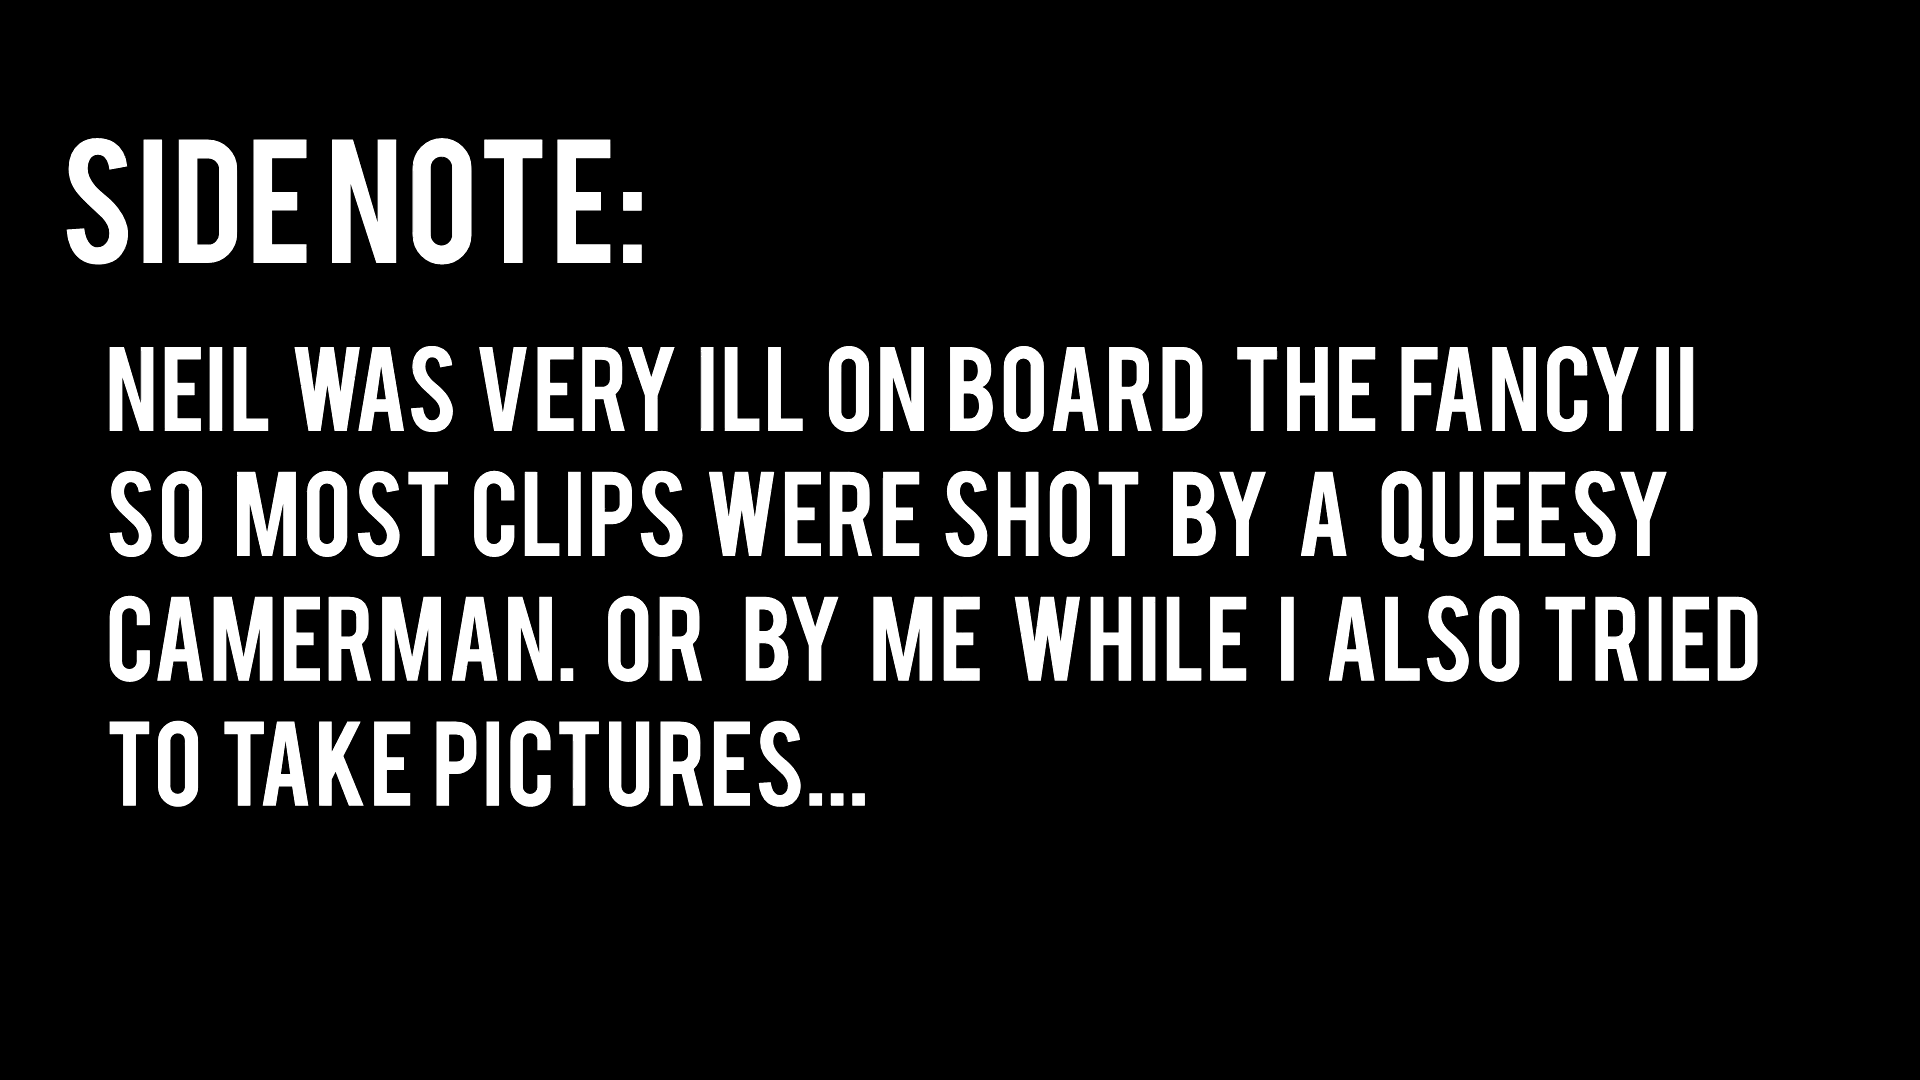 SIDE NOTE:
NEIL WAS VERY ILL ON BOARD THE FANCY II
SO MOST CLIPS WERE SHOT BY A QUEESY
CAMERMAN. OR BY ME WHILE I ALSO TRIED
TO TAKE PICTURES...